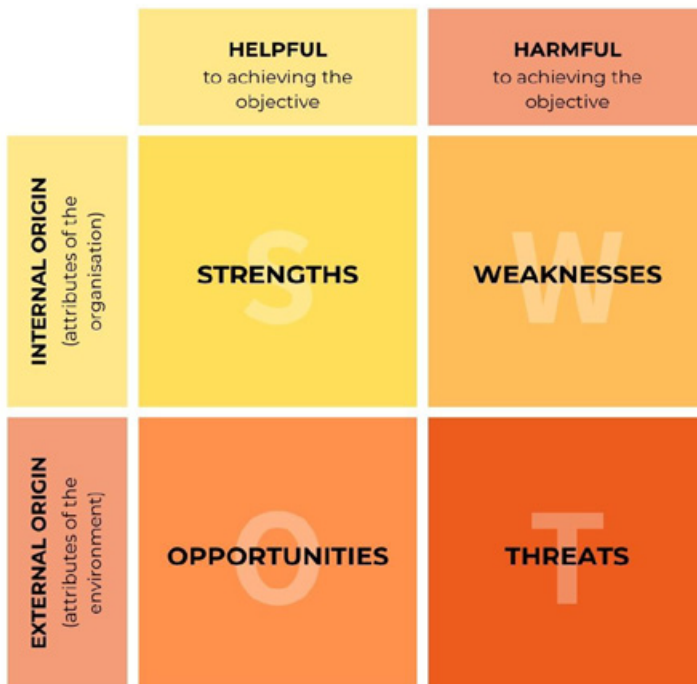 HELPFUL
to achieving the
objective
HARMFUL
to achieving the
objective
INTERNAL ORIGIN
(attributes of the
organisation)
S
STRENGTHS
W
WEAKNESSES
EXTERNAL ORIGIN
(attributes of the
environment)
O
OPPORTUNITIES
T
THREATS